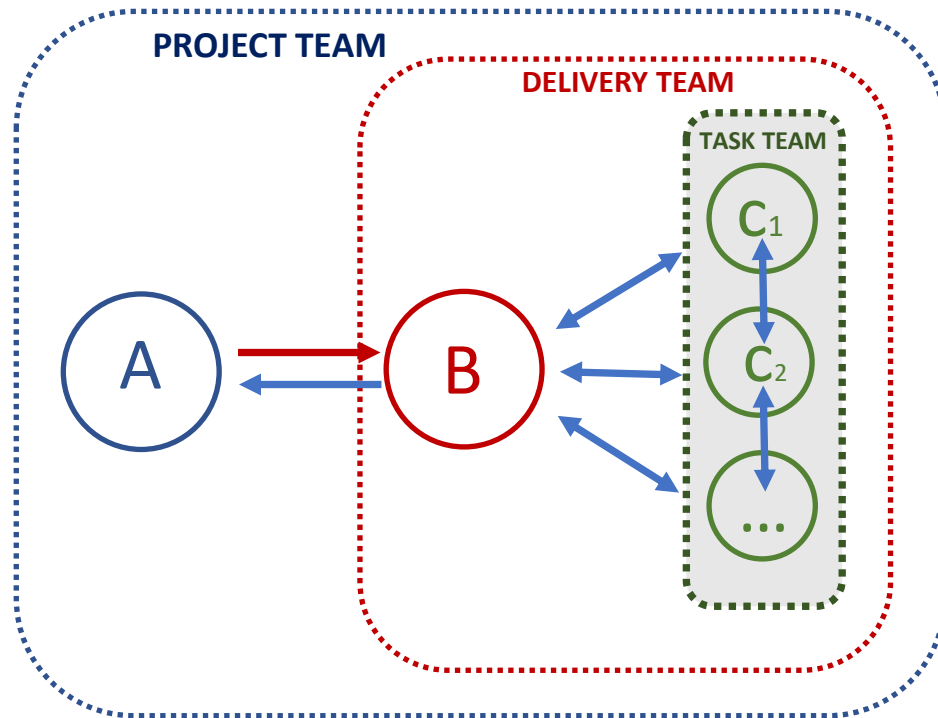 PROJECT TEAM
DELIVERY TEAM
TASK TEAM
C1
A
B
C2
...